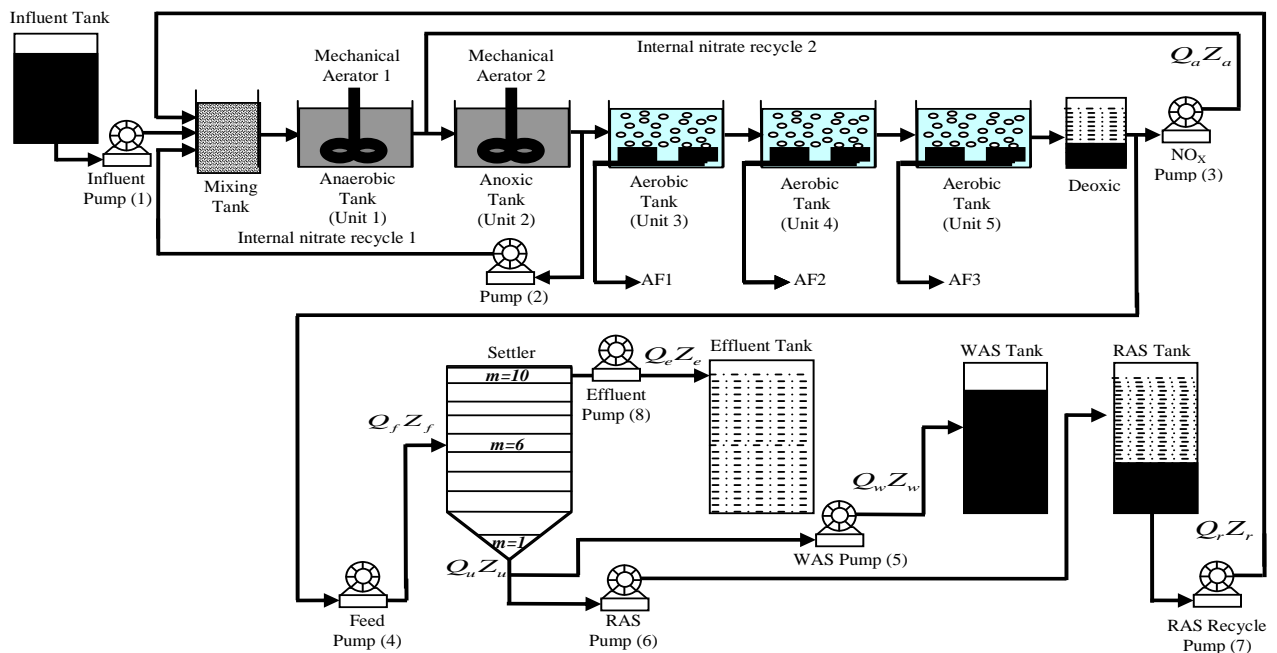 Influent Tank
Internal nitrate recycle 2
QₐZₐ
Mechanical
Aerator 1
Mechanical
Aerator 2
Influent
Pump (1)
Mixing
Tank
Anaerobic
Tank
(Unit 1)
Anoxic
Tank
(Unit 2)
Aerobic
Tank
(Unit 3)
Aerobic
Tank
(Unit 4)
Aerobic
Tank
(Unit 5)
Deoxic
NOX
Pump (3)
Internal nitrate recycle 1
Pump (2)
AF1
AF2
AF3
Settler
m=10
m=6
m=1
Q_f Z_f
Q_e Z_e
Effluent
Pump (8)
Effluent Tank
WAS Tank
RAS Tank
Q_w Z_w
WAS Pump (5)
Q_r Z_r
Q_u Z_u
Feed
Pump (4)
RAS
Pump (6)
RAS Recycle
Pump (7)